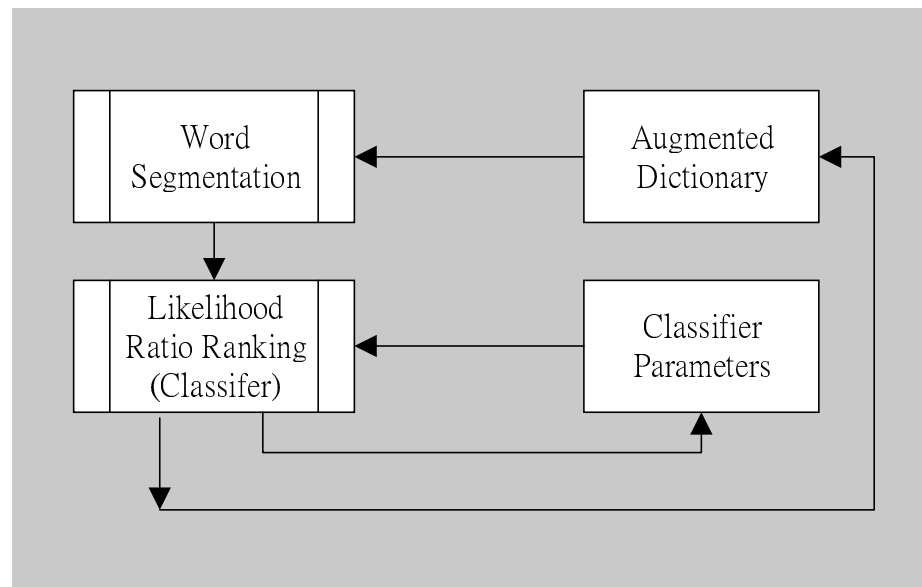 Word
Segmentation
Augmented
Dictionary
Likelihood
Ratio Ranking
(Classifer)
Classifier
Parameters